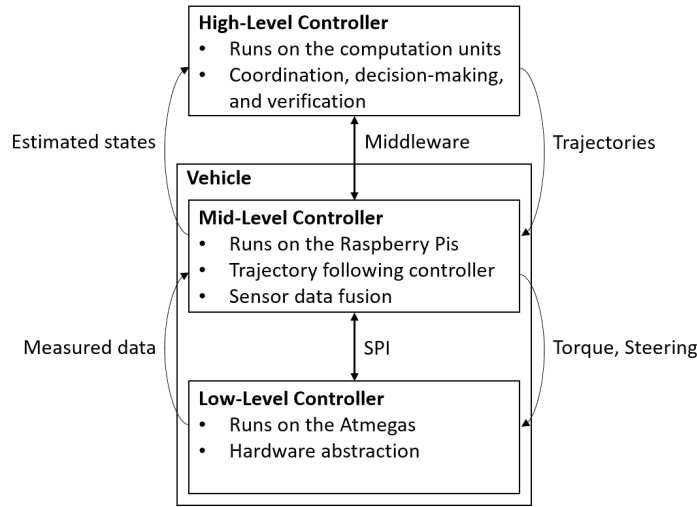 High-Level Controller
• Runs on the computation units
• Coordination, decision-making,
and verification
Estimated states
Middleware
Trajectories
Vehicle
Mid-Level Controller
• Runs on the Raspberry Pis
• Trajectory following controller
• Sensor data fusion
Measured data
SPI
Torque, Steering
Low-Level Controller
• Runs on the Atmegas
• Hardware abstraction